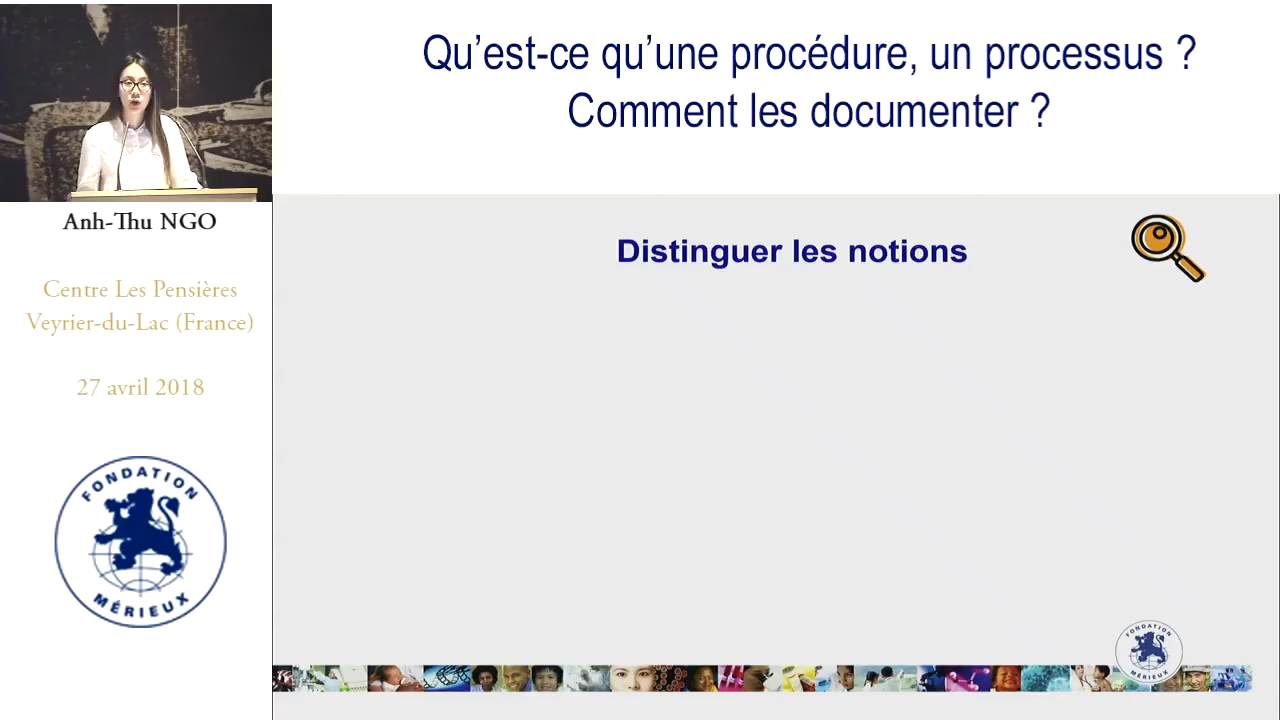 Qu'est-ce qu'une procédure, un processus ?
Comment les documenter ?
Anh-Thu NGO
Centre Les Pensières
Veyrier-du-Lac (France)
27 avril 2018
FONDATION
MÉRIEUX
Distinguer les notions
FONDATION
MÉRIEUX